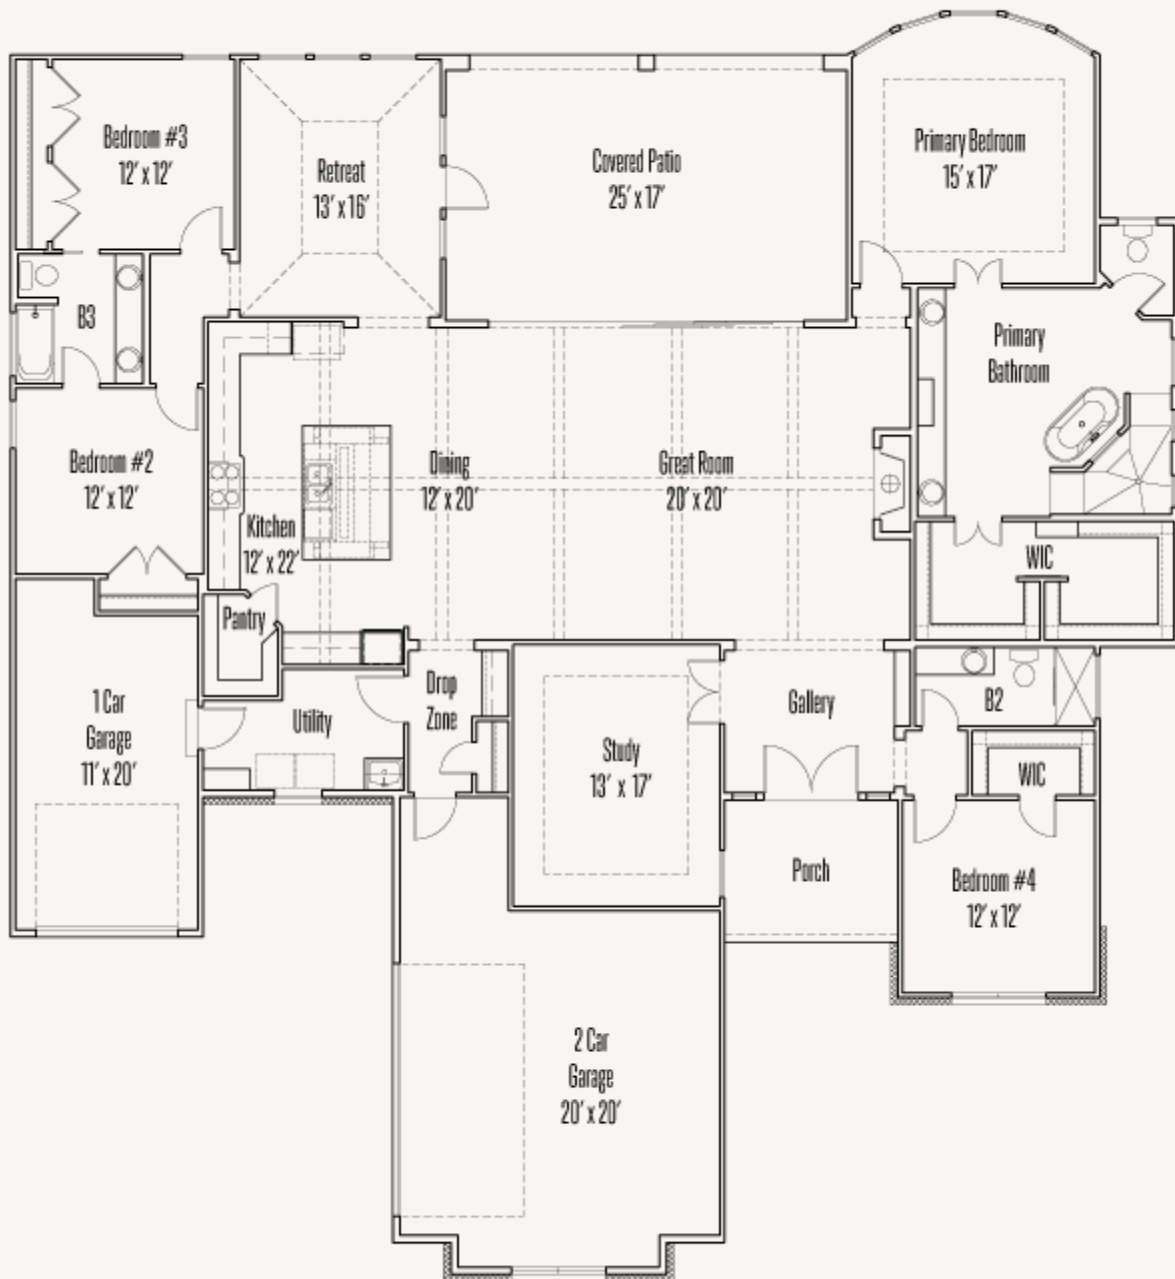 Bedroom #3
12' x 12'
Retreat
13' x 16'
Covered Patio
25' x 17'
Primary Bedroom
15' x 17'
B3
Primary
Bathroom
Bedroom #2
12' x 12'
Kitchen
12' x 22'
Dining
12' x 20'
Great Room
20' x 20'
WIC
Pantry
1 Car
Garage
11' x 20'
Utility
Drop
Zone
Study
13' x 17'
Gallery
B2
WIC
Porch
Bedroom #4
12' x 12'
2 Car
Garage
20' x 20'